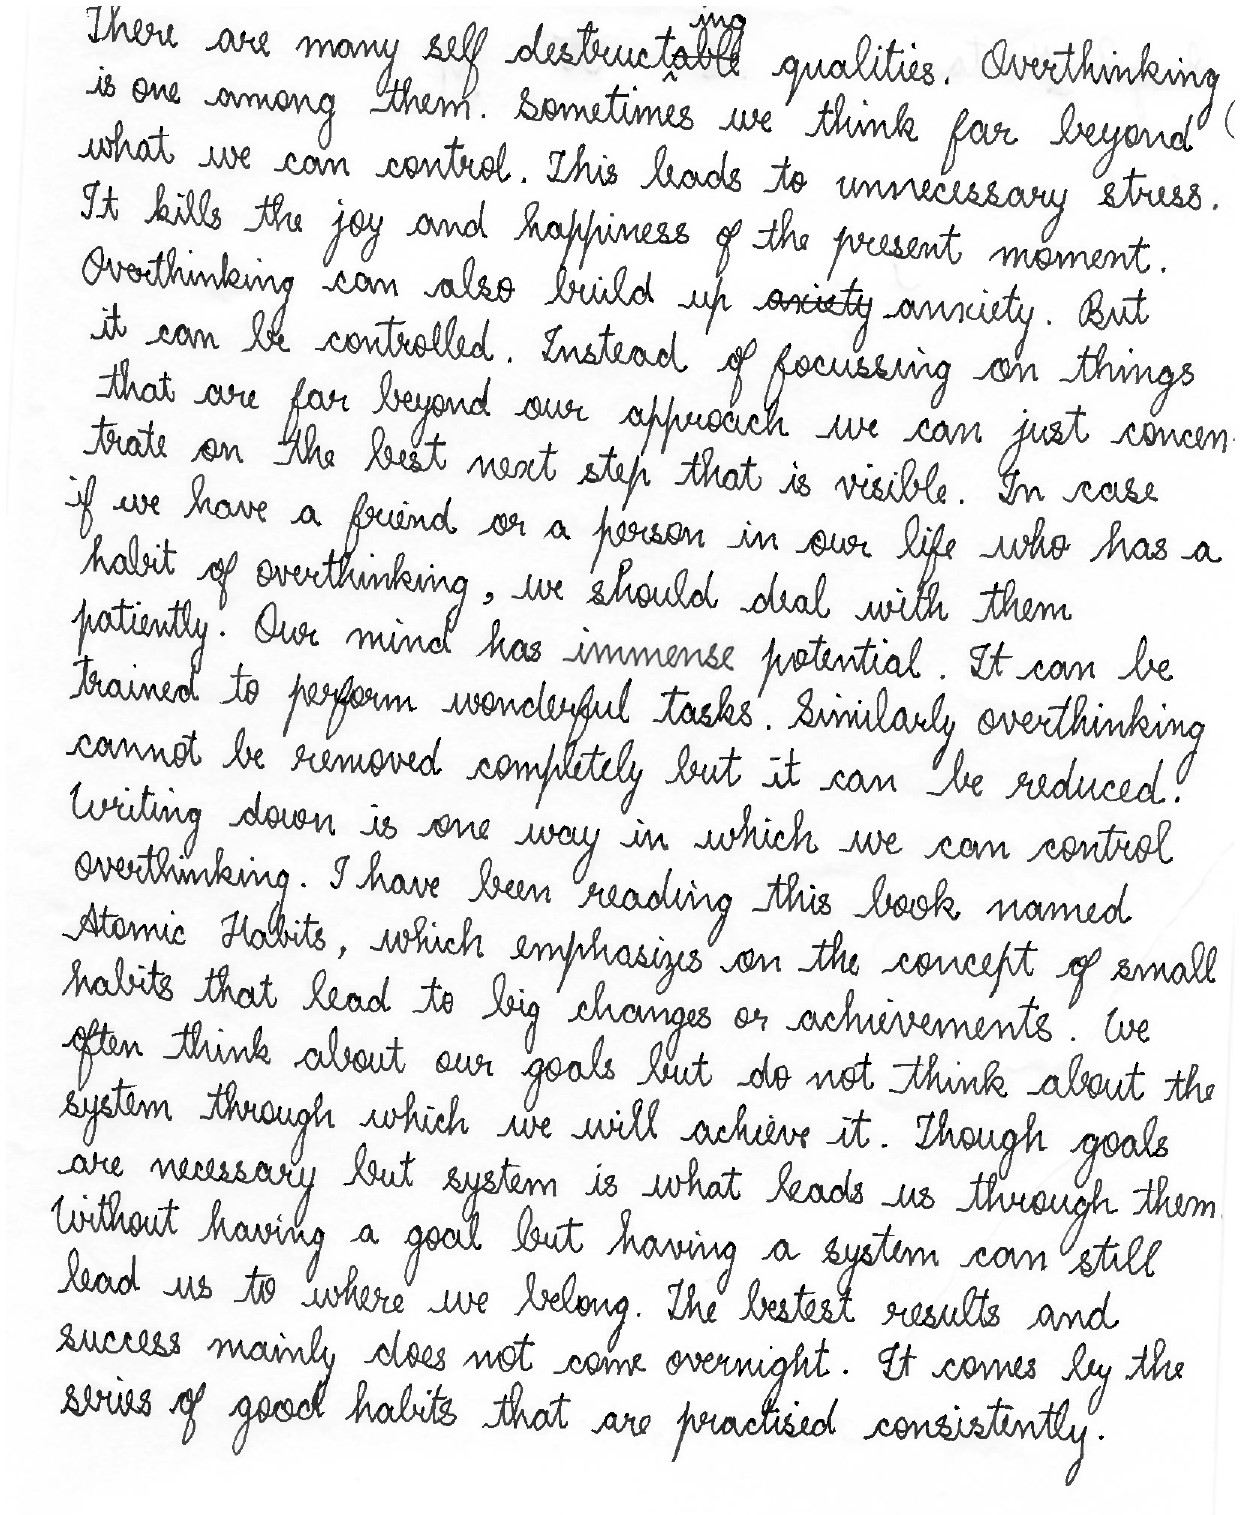 There are many self destructing qualities. Overthinking
is one among them. Sometimes we think far beyond
what we can control. This leads to unnecessary stress.
It kills the joy and happiness of the present moment.
Overthinking can also build up axiety anxiety. But
it can be controlled. Instead of focussing on things
that are far beyond our approach we can just concen-
trate on the best next step that is visible. In case
if we have a friend or a person in our life who has a
habit of overthinking, we should deal with them
patiently. Our mind has immense potential. It can be
trained to perform wonderful tasks. Similarly overthinking
cannot be removed completely but it can be reduced.
Writing down is one way in which we can control
overthinking. I have been reading this book named
Atomic Habits, which emphasizes on the concept of small
habits that lead to big changes or achievements. We
often think about our goals but do not think about the
system through which we will achieve it. Though goals
are necessary but system is what leads us through them.
Without having a goal but having a system can still
lead us to where we belong. The bestest results and
success mainly does not come overnight. It comes by the
series of good habits that are practised consistently.